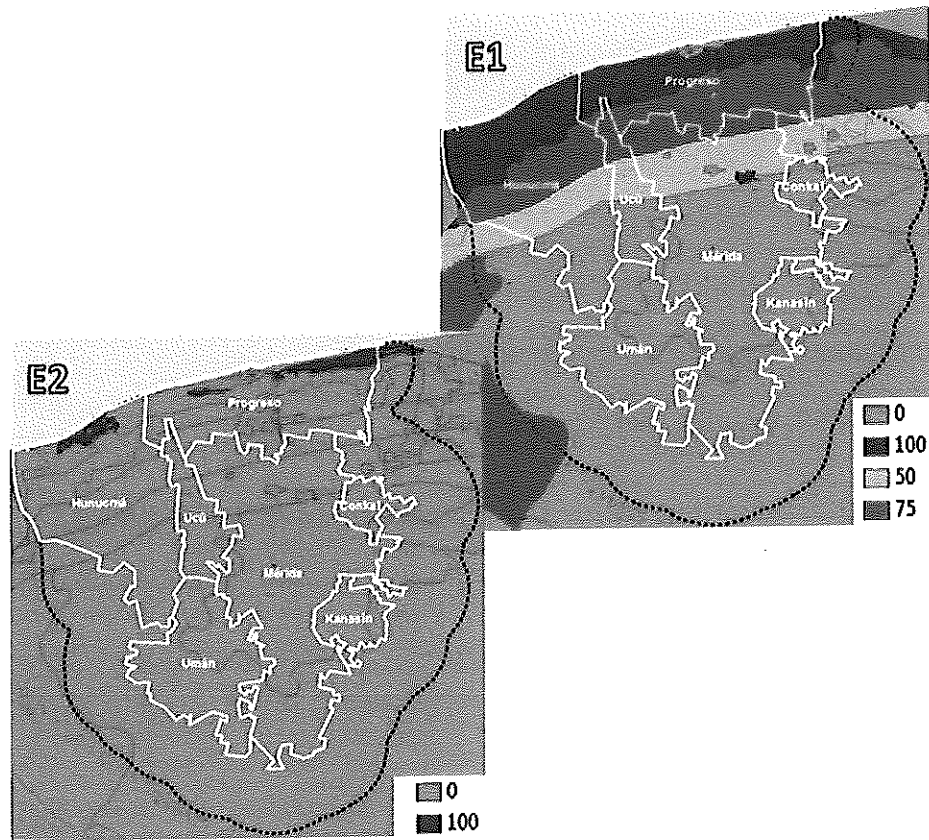 E1
Progreso
Hunucmá
Ucú
Conkal
Mérida
Kanasín
Umán
0
100
50
75
E2
Progreso
Hunucmá
Ucú
Conkal
Mérida
Kanasín
Umán
0
100